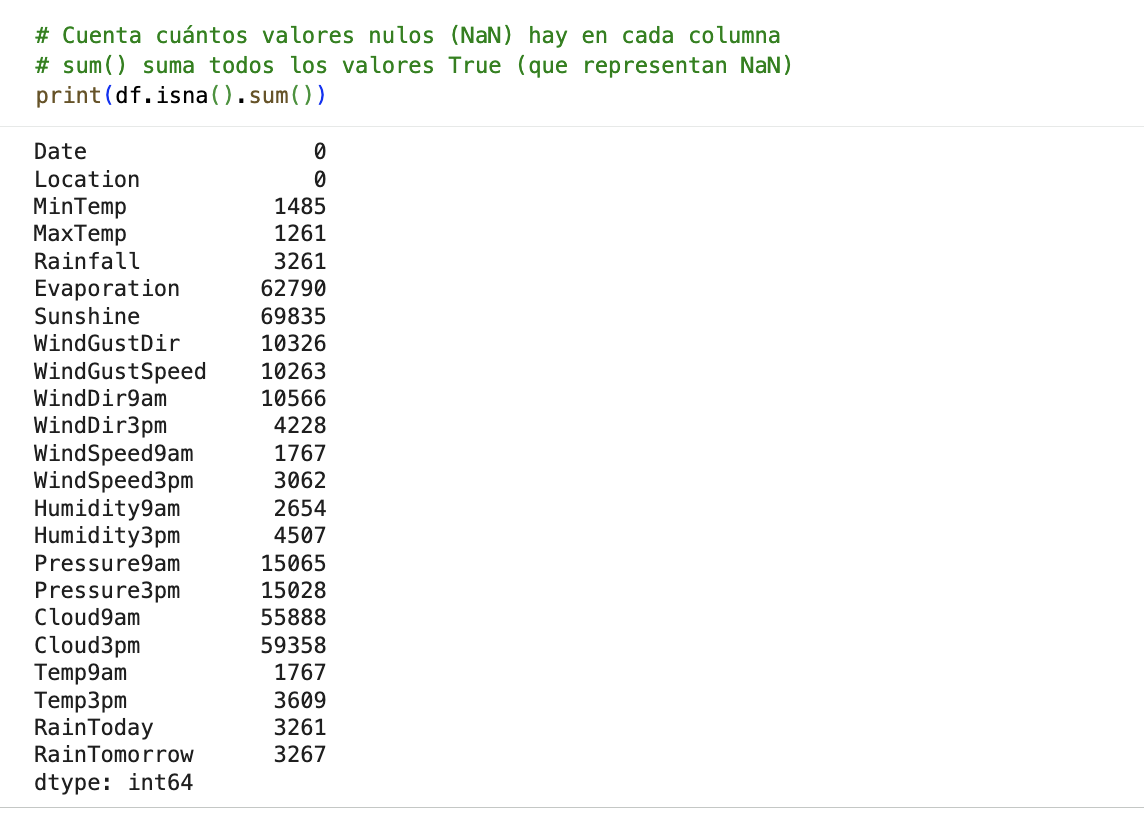 # Cuenta cuántos valores nulos (NaN) hay en cada columna
# sum() suma todos los valores True (que representan NaN)
print(df.isna().sum())
Date 0
Location 0
MinTemp 1485
MaxTemp 1261
Rainfall 3261
Evaporation 62790
Sunshine 69835
WindGustDir 10326
WindGustSpeed 10263
WindDir9am 10566
WindDir3pm 4228
WindSpeed9am 1767
WindSpeed3pm 3062
Humidity9am 2654
Humidity3pm 4507
Pressure9am 15065
Pressure3pm 15028
Cloud9am 55888
Cloud3pm 59358
Temp9am 1767
Temp3pm 3609
RainToday 3261
RainTomorrow 3267
dtype: int64